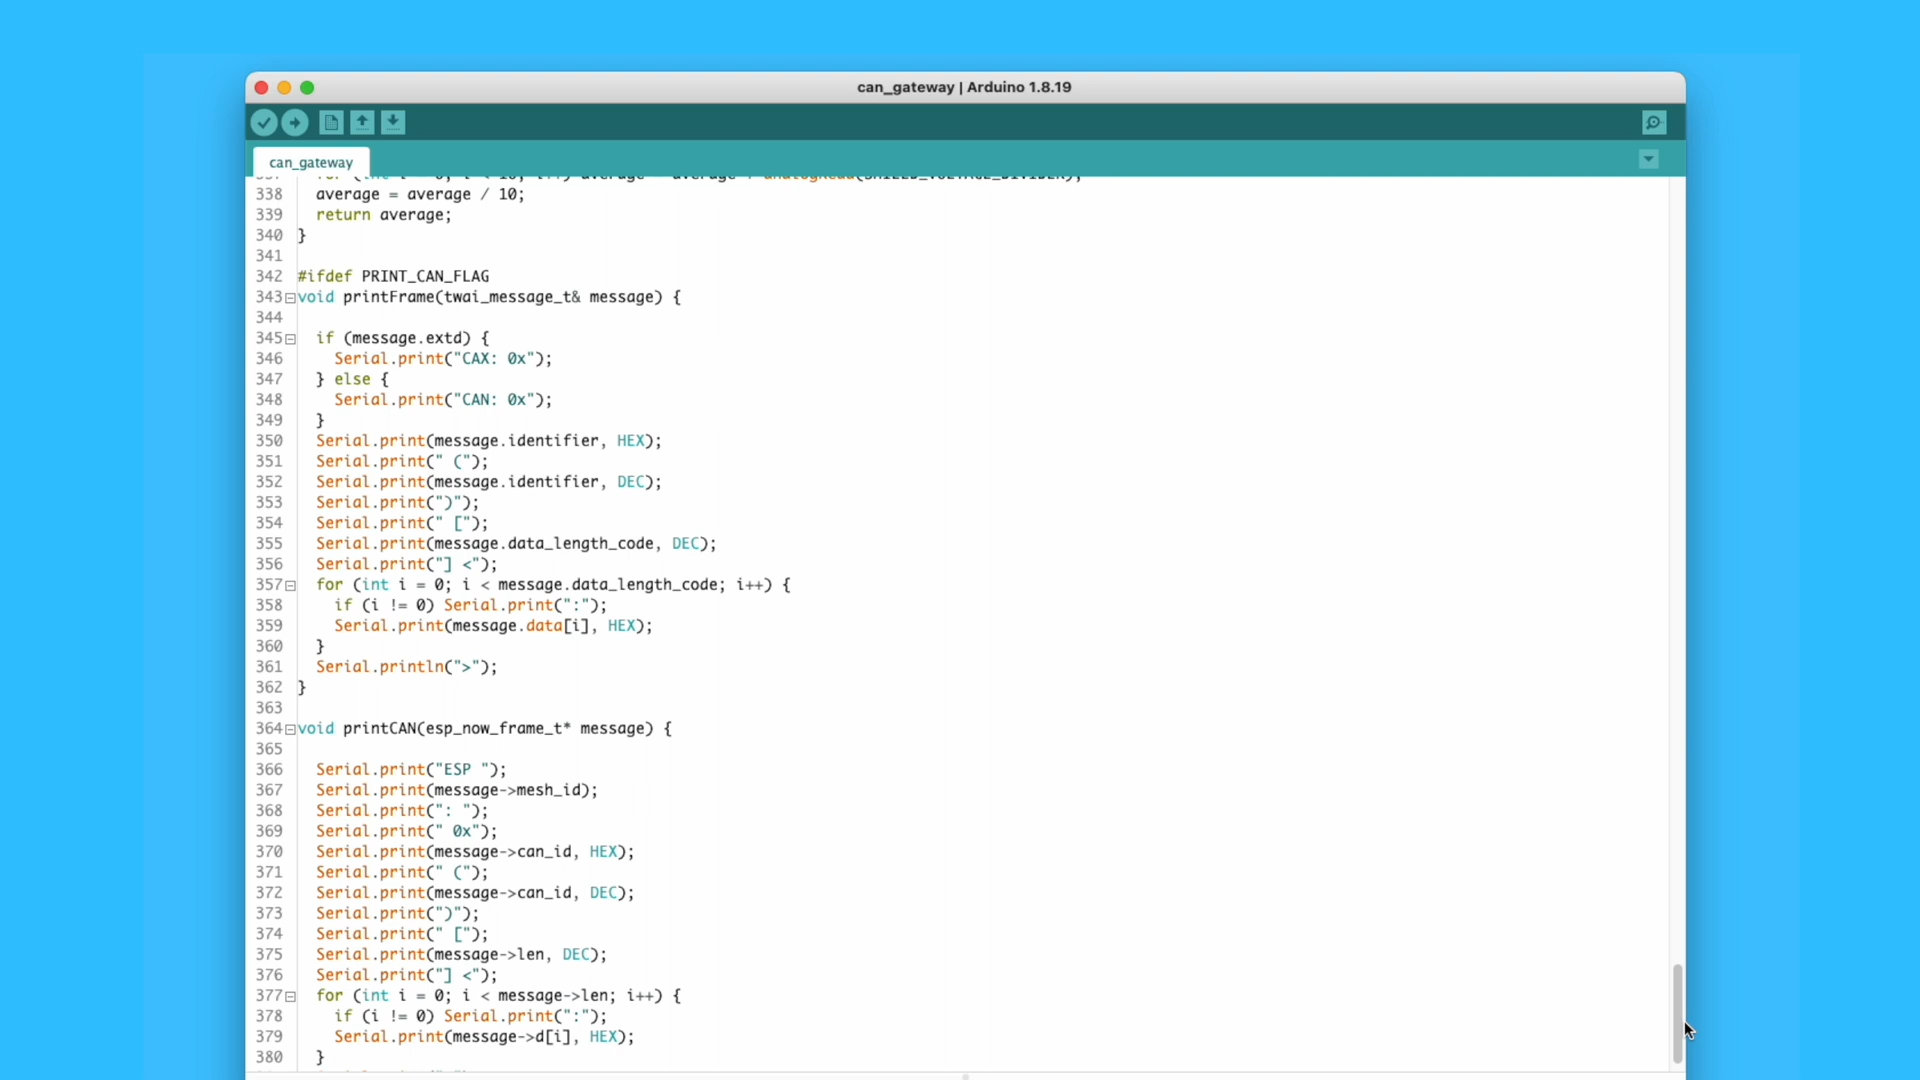 can_gateway | Arduino 1.8.19
can_gateway
338 average = average / 10;
339 return average;
340 }
341
342 #ifdef PRINT_CAN_FLAG
343 void printFrame(twai_message_t& message) {
344
345 if (message.extd) {
346 Serial.print("CAX: 0x");
347 } else {
348 Serial.print("CAN: 0x");
349 }
350 Serial.print(message.identifier, HEX);
351 Serial.print(" (");
352 Serial.print(message.identifier, DEC);
353 Serial.print(")");
354 Serial.print(" [");
355 Serial.print(message.data_length_code, DEC);
356 Serial.print("] <");
357 for (int i = 0; i < message.data_length_code; i++) {
358 if (i != 0) Serial.print(":");
359 Serial.print(message.data[i], HEX);
360 }
361 Serial.println(">");
362 }
363
364 void printCAN(esp_now_frame_t* message) {
365
366 Serial.print("ESP ");
367 Serial.print(message->mesh_id);
368 Serial.print(": ");
369 Serial.print(" 0x");
370 Serial.print(message->can_id, HEX);
371 Serial.print(" (");
372 Serial.print(message->can_id, DEC);
373 Serial.print(")");
374 Serial.print(" [");
375 Serial.print(message->len, DEC);
376 Serial.print("] <");
377 for (int i = 0; i < message->len; i++) {
378 if (i != 0) Serial.print(":");
379 Serial.print(message->d[i], HEX);
380 }